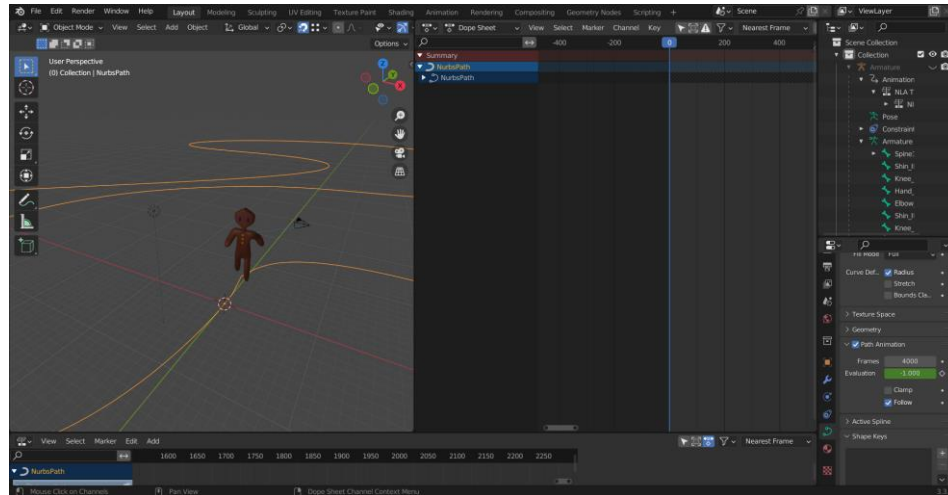 File Edit Render Window Help Layout Modeling Sculpting UV Editing Texture Paint Shading Animation Rendering Compositing Geometry Nodes Scripting + Scene ViewLayer
Object Mode View Select Add Object Global
Dope Sheet View Select Marker Channel Key Nearest Frame
Options
-400 -200 0 200 400
User Perspective
(0) Collection | NurbsPath
Z
Y
X
Summary
NurbsPath
NurbsPath
Scene Collection
Collection
Armature
Animation
NLA T
Pose
Constraint
Armature
Spine
Shin_
Knee_
Hand_
Elbow
Shin_
Knee_
Fill Mode Full
Curve Def.. Radius
Stretch
Bounds Cla..
Texture Space
Geometry
Path Animation
Frames 4000
Evaluation -1.000
Clamp
Follow
Active Spline
Shape Keys
View Select Marker Edit Add Nearest Frame
1600 1650 1700 1750 1800 1850 1900 1950 2000 2050 2100 2150 2200 2250
NurbsPath
Mouse Click on Channels Pan View Dope Sheet Channel Context Menu